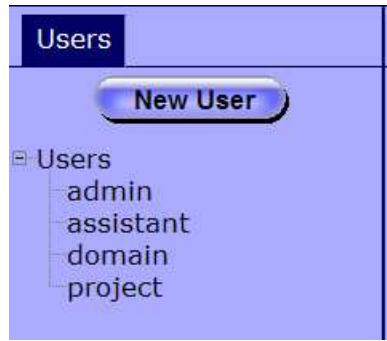 Users
New User
Users
admin
assistant
domain
project